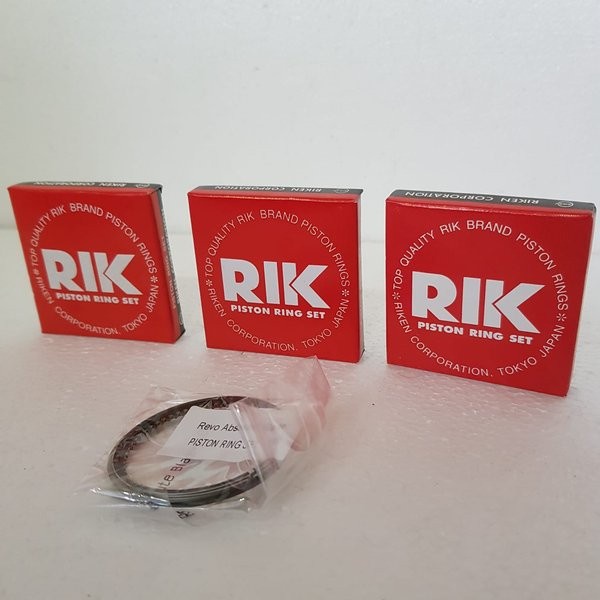 RIKEN CORPORATION
TOP QUALITY RIK BRAND PISTON RINGS
RIK
PISTON RING SET
RIKEN CORPORATION. TOKYO JAPAN
RIKEN CORPORATION
TOP QUALITY RIK BRAND PISTON RINGS
RIK
PISTON RING SET
RIKEN CORPORATION. TOKYO JAPAN
RIKEN CORPORATION
TOP QUALITY RIK BRAND PISTON RINGS
RIK
PISTON RING SET
RIKEN CORPORATION. TOKYO JAPAN
Revo
PISTON RING